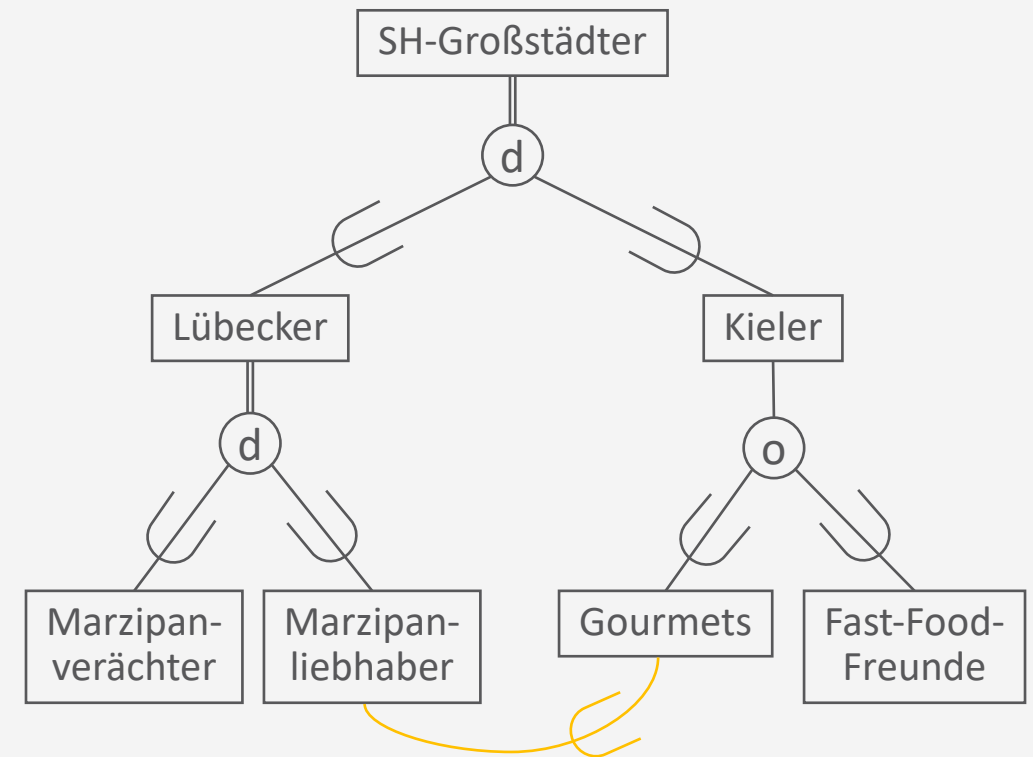 SH-Großstädter
d
Lübecker
Kieler
d
o
Marzipan-
verächter
Marzipan-
liebhaber
Gourmets
Fast-Food-
Freunde